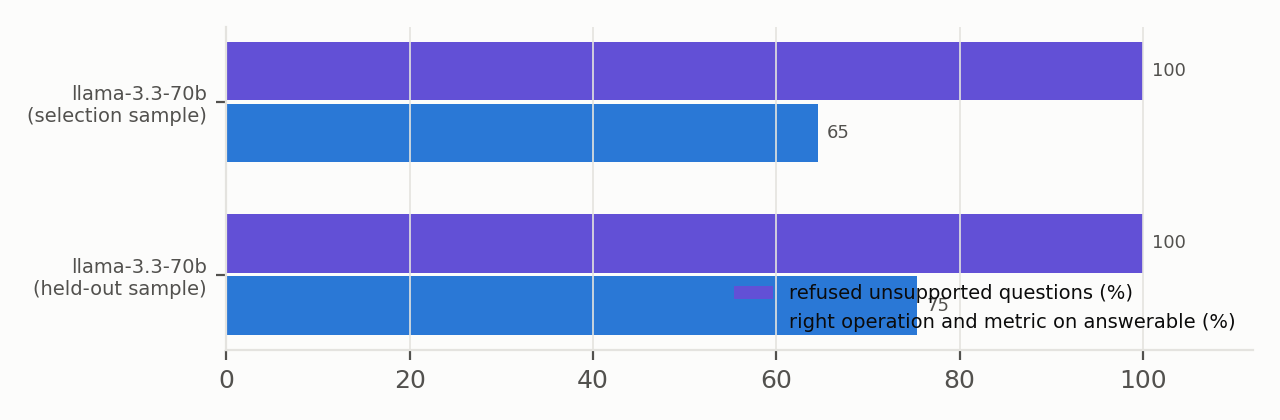 100
llama-3.3-70b
(selection sample)
65
100
llama-3.3-70b
(held-out sample)
refused unsupported questions (%)
75
right operation and metric on answerable (%)
0 20 40 60 80 100